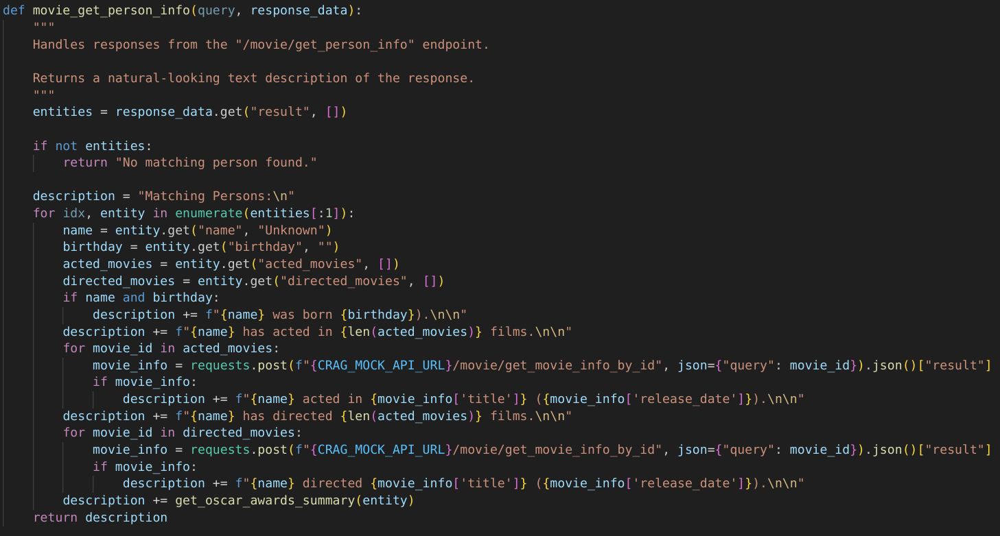 def movie_get_person_info(query, response_data):
    """
    Handles responses from the "/movie/get_person_info" endpoint.

    Returns a natural-looking text description of the response.
    """
    entities = response_data.get("result", [])

    if not entities:
        return "No matching person found."

    description = "Matching Persons:\n"
    for idx, entity in enumerate(entities[:1]):
        name = entity.get("name", "Unknown")
        birthday = entity.get("birthday", "")
        acted_movies = entity.get("acted_movies", [])
        directed_movies = entity.get("directed_movies", [])
        if name and birthday:
            description += f"{name} was born {birthday}).\n\n"
        description += f"{name} has acted in {len(acted_movies)} films.\n\n"
        for movie_id in acted_movies:
            movie_info = requests.post(f"{CRAG_MOCK_API_URL}/movie/get_movie_info_by_id", json={"query": movie_id}).json()["result"]
            if movie_info:
                description += f"{name} acted in {movie_info['title']} ({movie_info['release_date']}).\n\n"
        description += f"{name} has directed {len(acted_movies)} films.\n\n"
        for movie_id in directed_movies:
            movie_info = requests.post(f"{CRAG_MOCK_API_URL}/movie/get_movie_info_by_id", json={"query": movie_id}).json()["result"]
            if movie_info:
                description += f"{name} directed {movie_info['title']} ({movie_info['release_date']}).\n\n"
        description += get_oscar_awards_summary(entity)
    return description